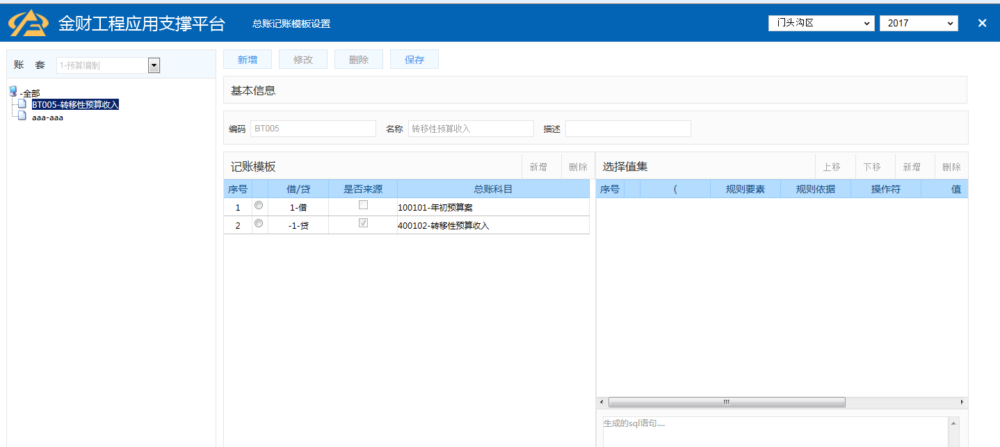 金财工程应用支撑平台 总账记账模板设置 门头沟区 2017
账 套 1-预算编制
新增 修改 删除 保存
-全部
BT005-转移性预算收入
aaa-aaa
基本信息
编码 BT005 名称 转移性预算收入 描述
记账模板 新增 删除
序号 借/贷 是否来源 总账科目
1 1-借 100101-年初预算案
2 -1-贷 400102-转移性预算收入
选择值集 上移 下移 新增 删除
序号 ( 规则要素 规则依据 操作符 值
生成的sql语句....